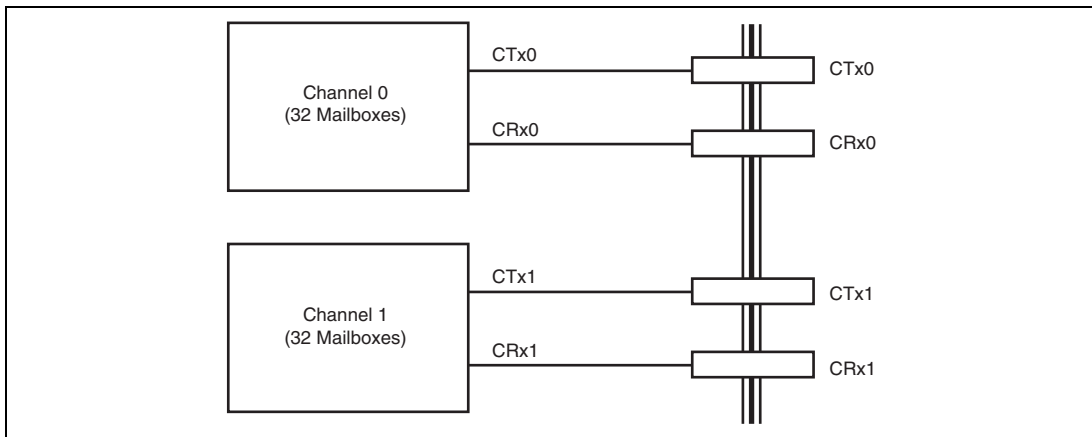 Channel 0
(32 Mailboxes)
CTx0
CTx0
CRx0
CRx0
Channel 1
(32 Mailboxes)
CTx1
CTx1
CRx1
CRx1